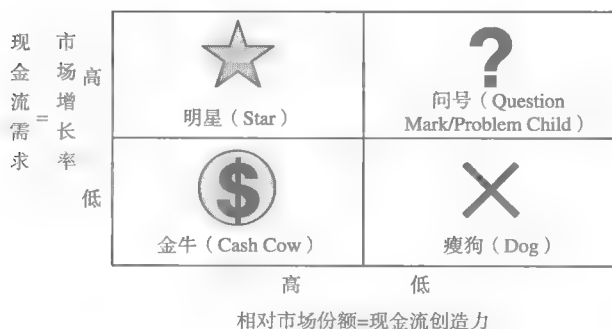 现金流需求
=
市场增长率
高
明星（Star）
问号（Question
Mark/Problem Child）
低
$
金牛（Cash Cow）
瘦狗（Dog）
高
低
相对市场份额=现金流创造力